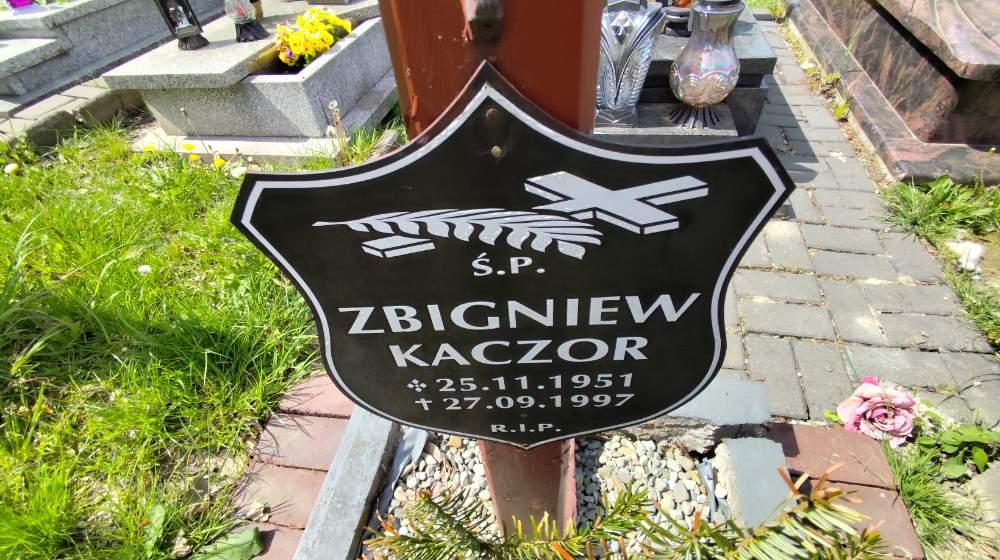 Ś.P.
ZBIGNIEW
KACZOR
✣ 25.11.1951
✝ 27.09.1997
R.I.P.